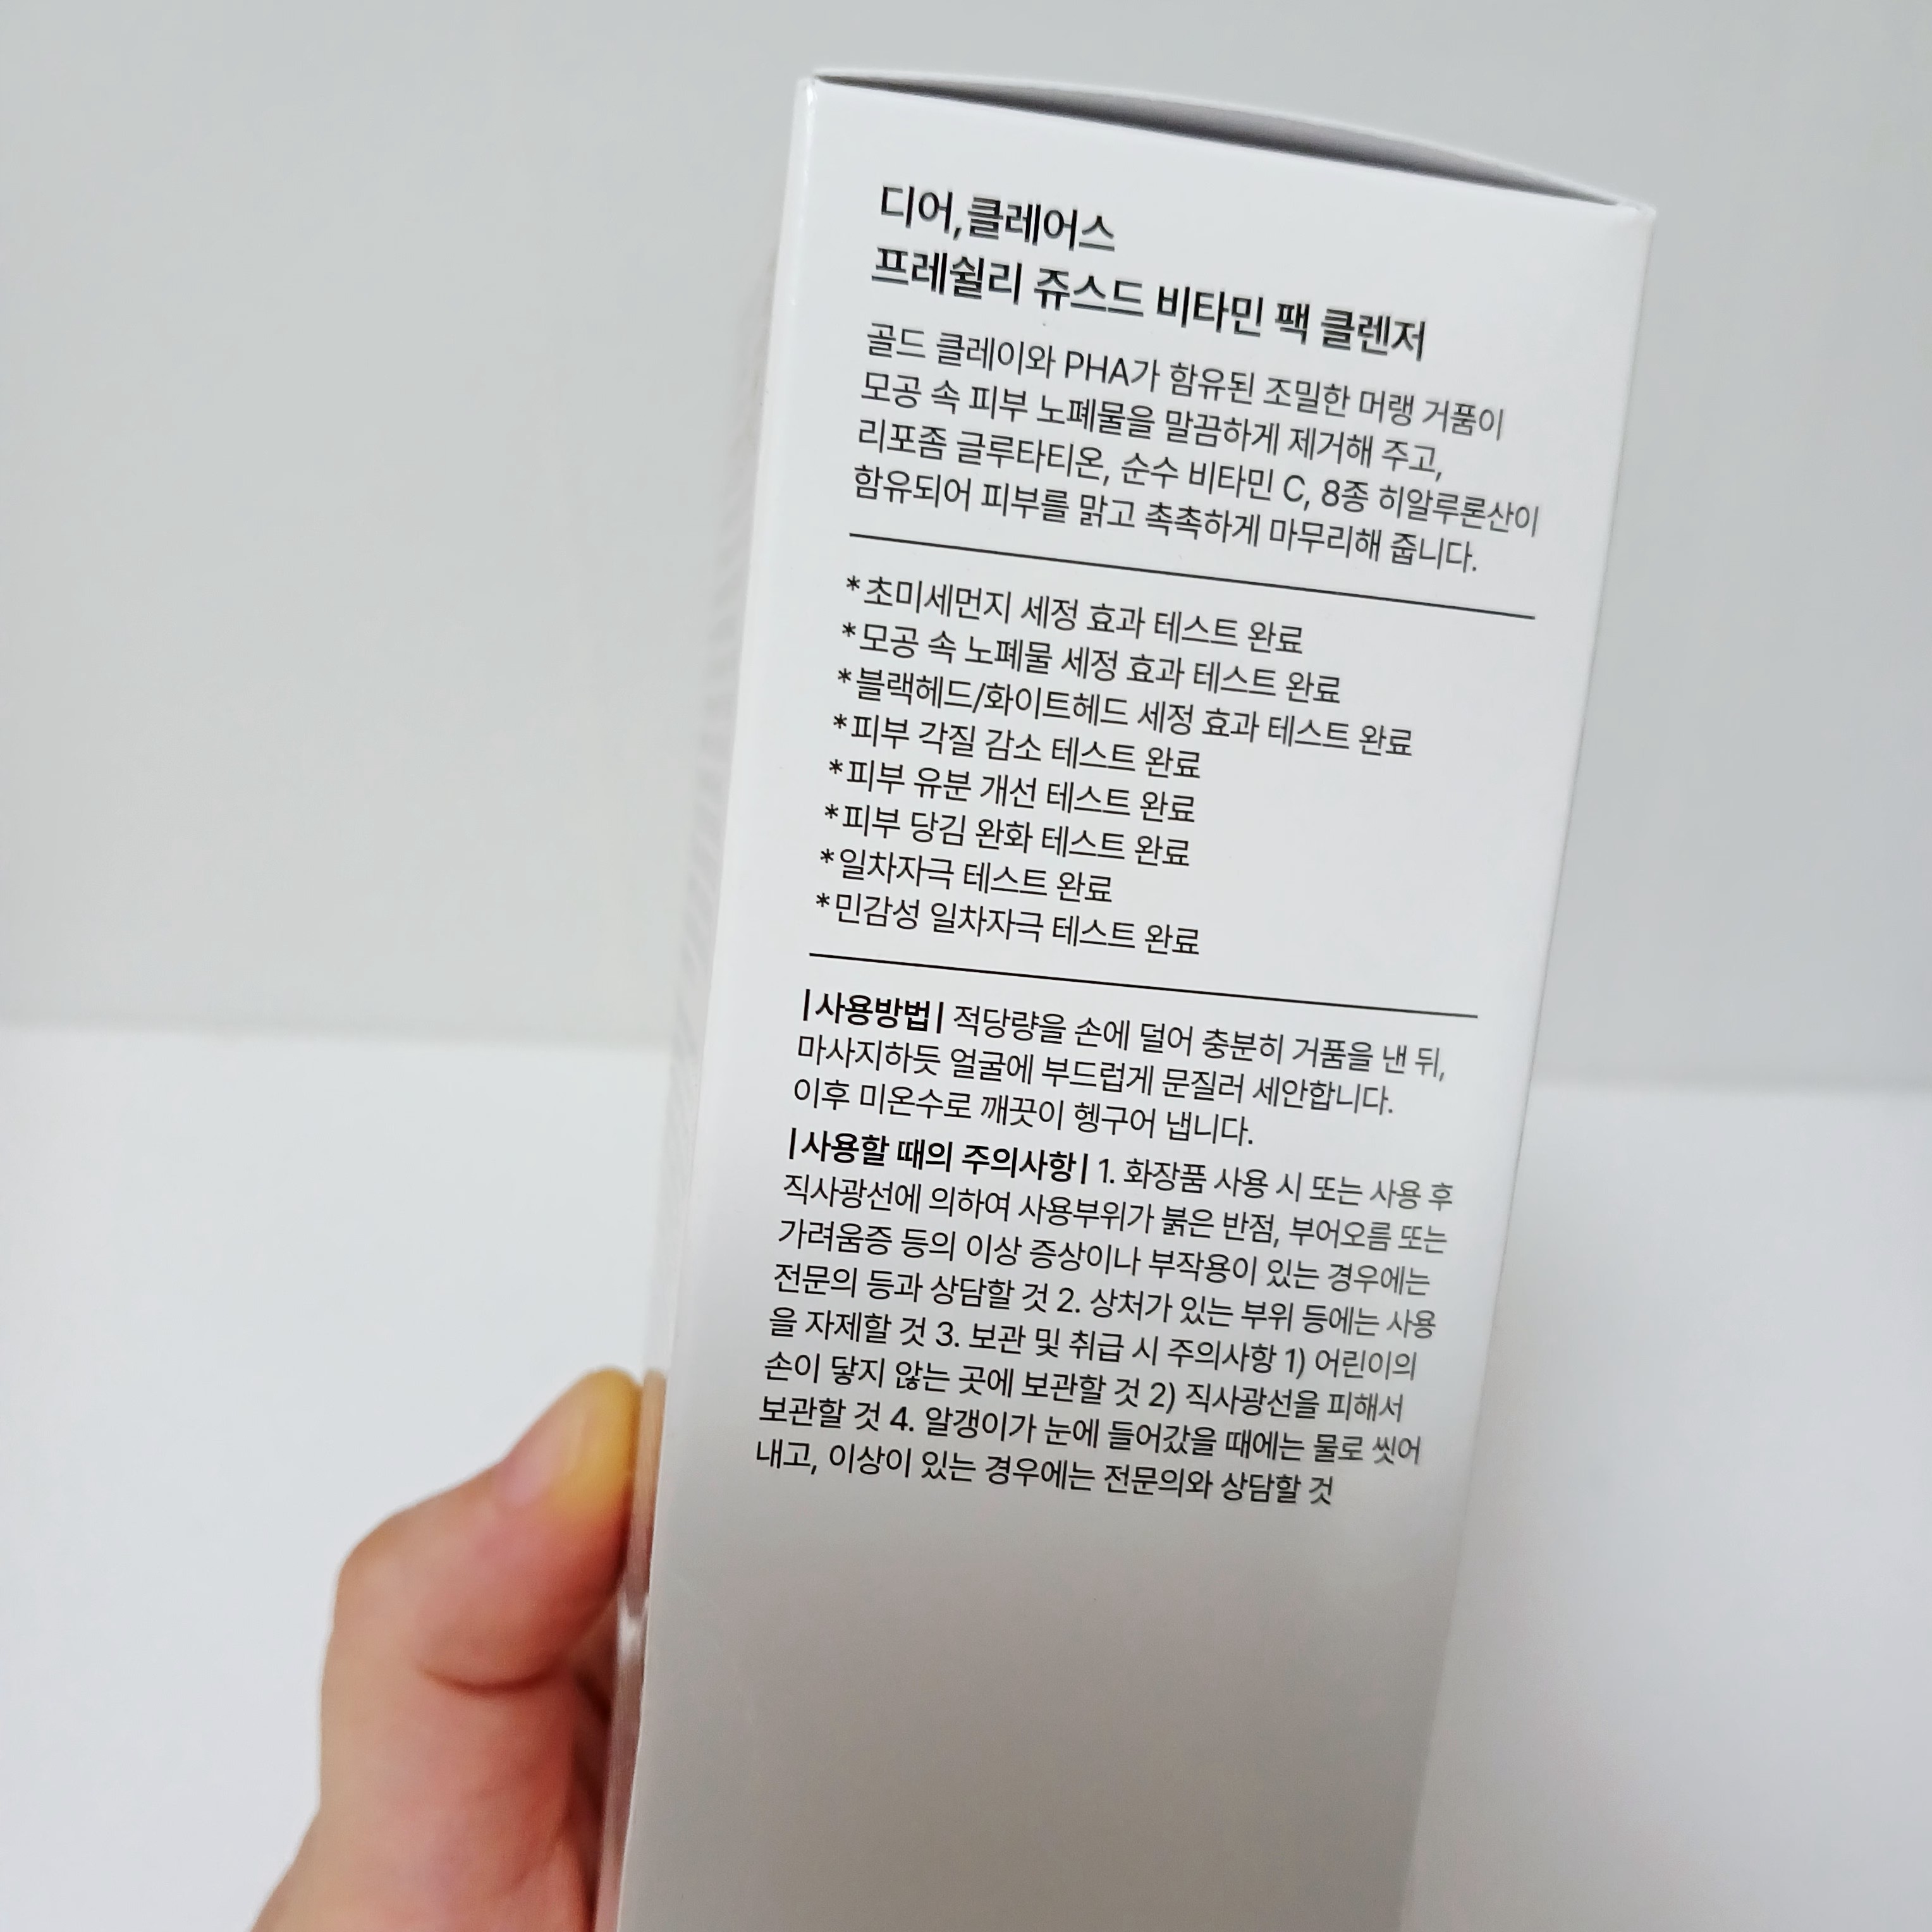 디어,클레어스
프레쉴리 쥬스드 비타민 팩 클렌저
골드 클레이와 PHA가 함유된 조밀한 머랭 거품이
모공 속 피부 노폐물을 말끔하게 제거해 주고,
리포좀 글루타티온, 순수 비타민 C, 8종 히알루론산이
함유되어 피부를 맑고 촉촉하게 마무리해 줍니다.
*초미세먼지 세정 효과 테스트 완료
*모공 속 노폐물 세정 효과 테스트 완료
*블랙헤드/화이트헤드 세정 효과 테스트 완료
*피부 각질 감소 테스트 완료
*피부 유분 개선 테스트 완료
*피부 당김 완화 테스트 완료
*일차자극 테스트 완료
*민감성 일차자극 테스트 완료
|사용방법| 적당량을 손에 덜어 충분히 거품을 낸 뒤,
마사지하듯 얼굴에 부드럽게 문질러 세안합니다.
이후 미온수로 깨끗이 헹구어 냅니다.
|사용할 때의 주의사항| 1. 화장품 사용 시 또는 사용 후
직사광선에 의하여 사용부위가 붉은 반점, 부어오름 또는
가려움증 등의 이상 증상이나 부작용이 있는 경우에는
전문의 등과 상담할 것 2. 상처가 있는 부위 등에는 사용
을 자제할 것 3. 보관 및 취급 시 주의사항 1) 어린이의
손이 닿지 않는 곳에 보관할 것 2) 직사광선을 피해서
보관할 것 4. 알갱이가 눈에 들어갔을 때에는 물로 씻어
내고, 이상이 있는 경우에는 전문의와 상담할 것